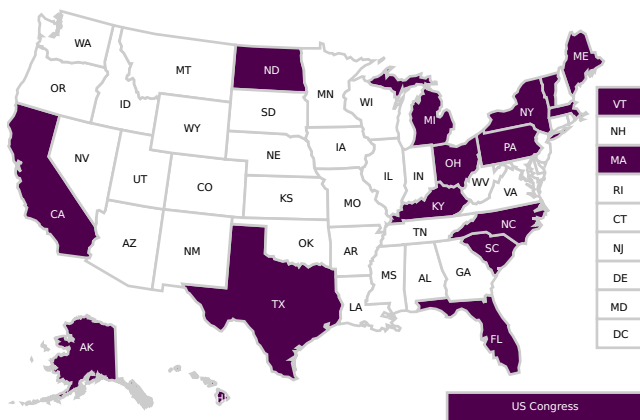 WA
ME
MT
ND
OR
MN
VT
ID
SD
WI
NY
MI
WY
NH
IA
PA
NE
NV
OH
MA
IL
IN
UT
CO
WV
RI
VA
KS
MO
KY
CA
CT
NC
TN
AZ
NM
OK
AR
SC
NJ
GA
MS
AL
DE
TX
LA
MD
FL
DC
AK
US Congress